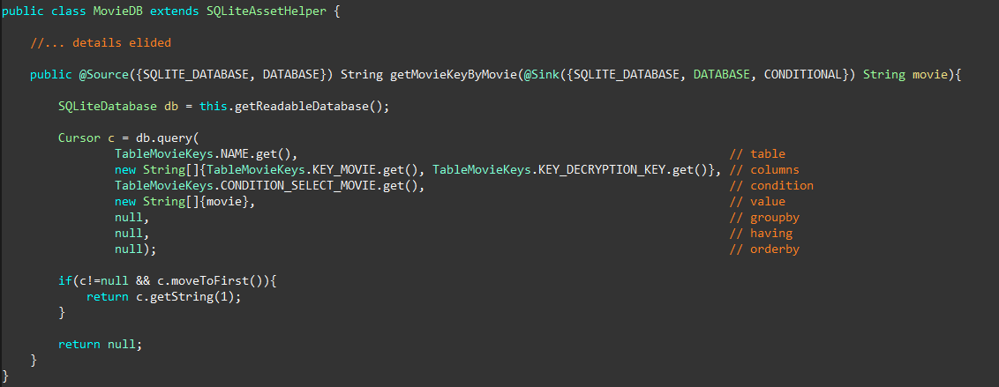 public class MovieDB extends SQLiteAssetHelper {
//... details elided
public @Source({SQLITE_DATABASE, DATABASE}) String getMovieKeyByMovie(@Sink({SQLITE_DATABASE, DATABASE, CONDITIONAL}) String movie){
SQLiteDatabase db = this.getReadableDatabase();
Cursor c = db.query(
TableMovieKeys.NAME.get(), // table
new String[]{TableMovieKeys.KEY_MOVIE.get(), TableMovieKeys.KEY_DECRYPTION_KEY.get()}, // columns
TableMovieKeys.CONDITION_SELECT_MOVIE.get(), // condition
new String[]{movie}, // value
null, // groupby
null, // having
null); // orderby
if(c!=null && c.moveToFirst()){
return c.getString(1);
}
return null;
}
}